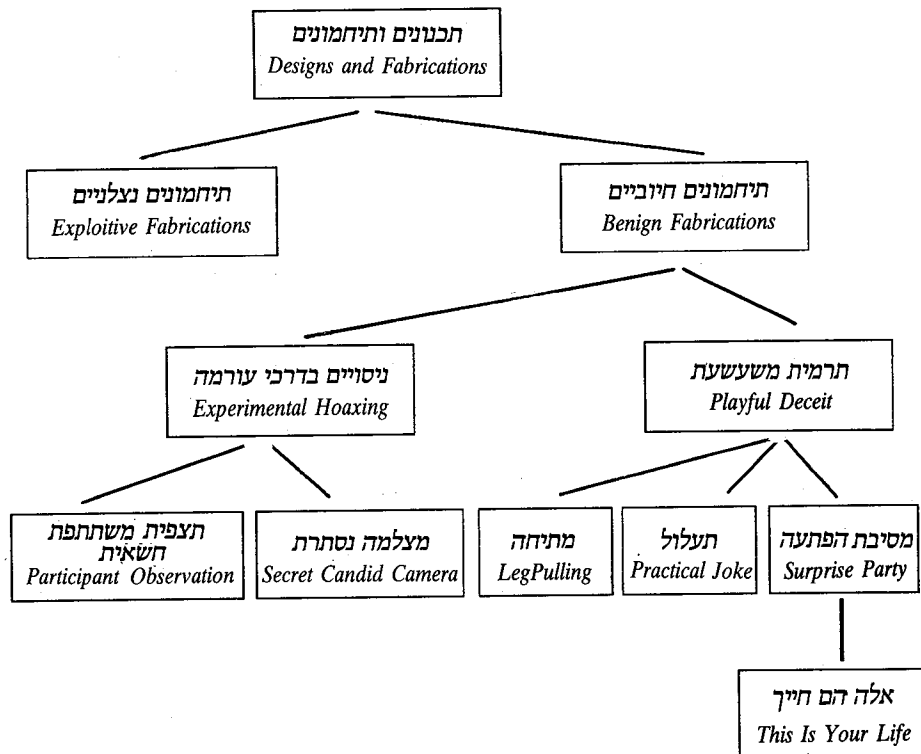 תכנונים ותיחמונים
Designs and Fabrications
תיחמונים נצלניים
Exploitive Fabrications
תיחמונים חיוביים
Benign Fabrications
ניסויים בדרכי עורמה
Experimental Hoaxing
תרמית משעשעת
Playful Deceit
תצפית משתתפת
חשאית
Participant Observation
מצלמה נסתרת
Secret Candid Camera
מתיחה
LegPulling
תעלול
Practical Joke
מסיבת הפתעה
Surprise Party
אלה הם חייך
This Is Your Life